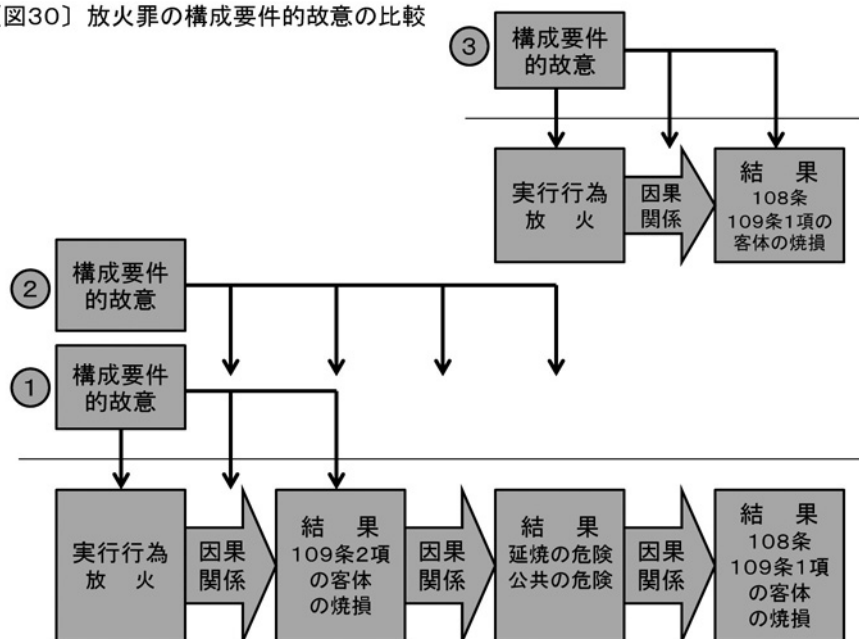 図30〕放火罪の構成要件的故意の比較
3
構成要件
的故意
実行行為
放　火
因果
関係
結　果
108条
109条1項の
客体の焼損
2
構成要件
的故意
1
構成要件
的故意
実行行為
放　火
因果
関係
結　果
109条2項
の客体
の焼損
因果
関係
結　果
延焼の危険
公共の危険
因果
関係
結　果
108条
109条1項
の客体
の焼損